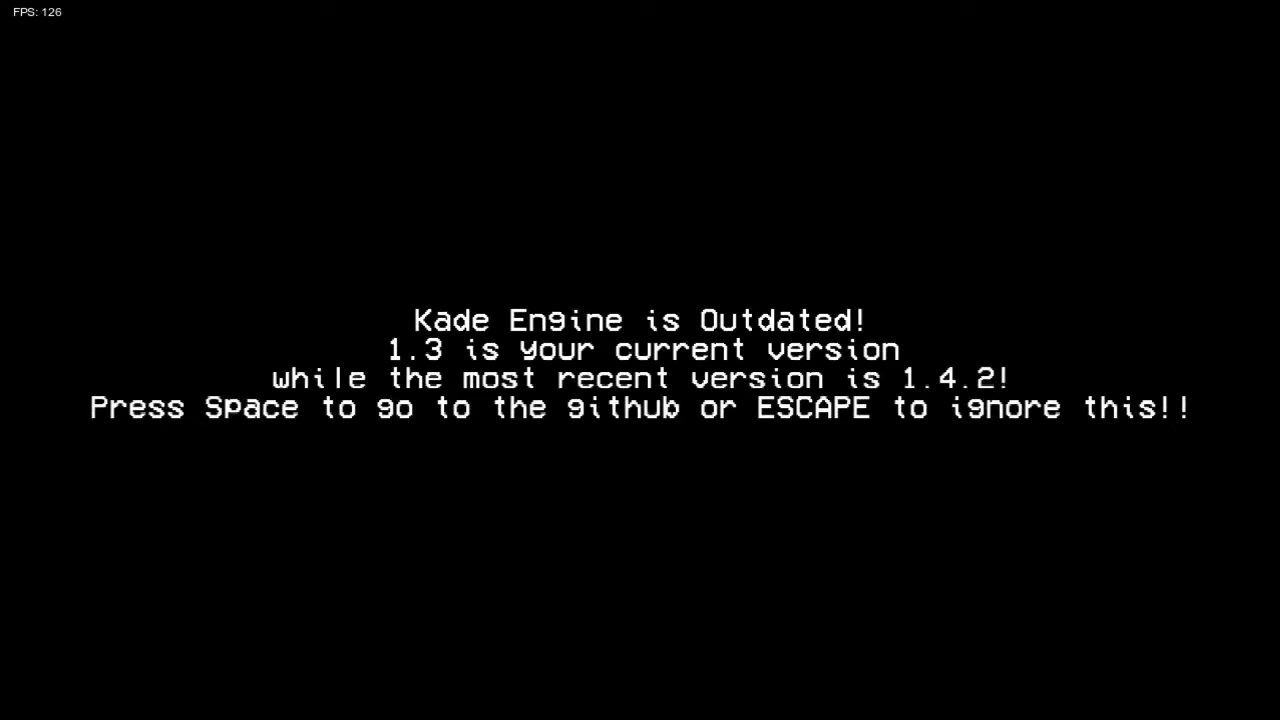 FPS: 126
Kade Engine is Outdated!
1.3 is your current version
while the most recent version is 1.4.2!
Press Space to go to the github or ESCAPE to ignore this!!